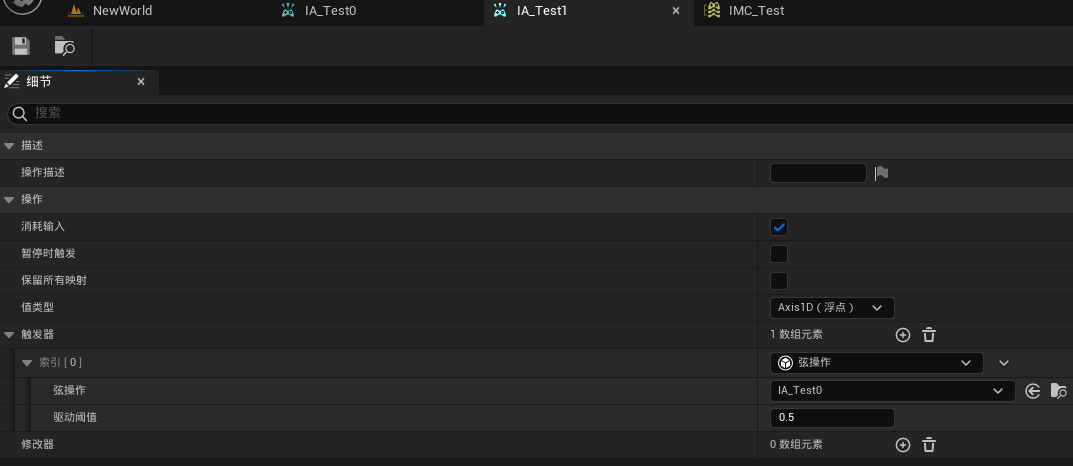 NewWorld IA_Test0 IA_Test1 IMC_Test
细节
搜索
描述
操作描述
操作
消耗输入
暂停时触发
保留所有映射
值类型 Axis1D（浮点）
触发器 1 数组元素
索引 [ 0 ] 弦操作
弦操作 IA_Test0
驱动阈值 0.5
修改器 0 数组元素